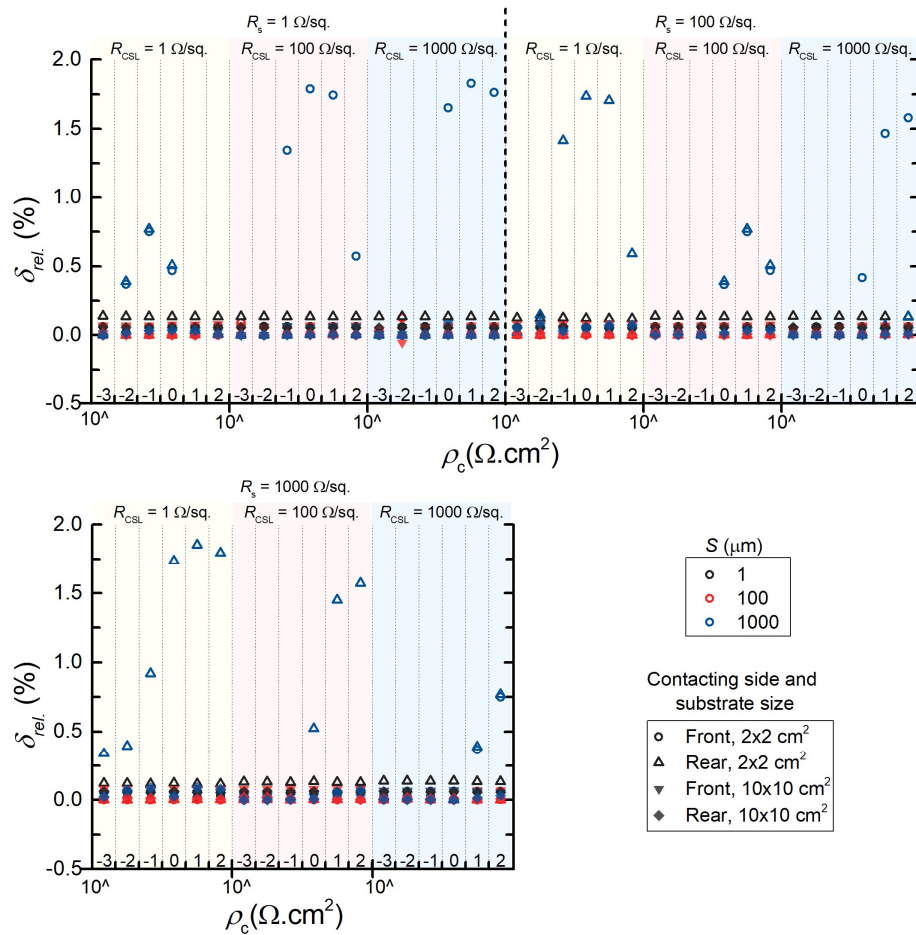 R_s = 1 Ω/sq. R_s = 100 Ω/sq.
R_CSL = 1 Ω/sq. R_CSL = 100 Ω/sq. R_CSL = 1000 Ω/sq. R_CSL = 1 Ω/sq. R_CSL = 100 Ω/sq. R_CSL = 1000 Ω/sq.
2.0
1.5
1.0
0.5
0.0
-0.5
δ_rel. (%)
-3 -2 -1 0 1 2 -3 -2 -1 0 1 2 -3 -2 -1 0 1 2 -3 -2 -1 0 1 2 -3 -2 -1 0 1 2 -3 -2 -1 0 1 2
10^ 10^ 10^ 10^ 10^ 10^
ρ_c(Ω.cm²)
R_s = 1000 Ω/sq.
R_CSL = 1 Ω/sq. R_CSL = 100 Ω/sq. R_CSL = 1000 Ω/sq.
2.0
1.5
1.0
0.5
0.0
-0.5
δ_rel. (%)
-3 -2 -1 0 1 2 -3 -2 -1 0 1 2 -3 -2 -1 0 1 2
10^ 10^ 10^
ρ_c(Ω.cm²)
S (μm)
1
100
1000
Contacting side and
substrate size
Front, 2x2 cm²
Rear, 2x2 cm²
Front, 10x10 cm²
Rear, 10x10 cm²